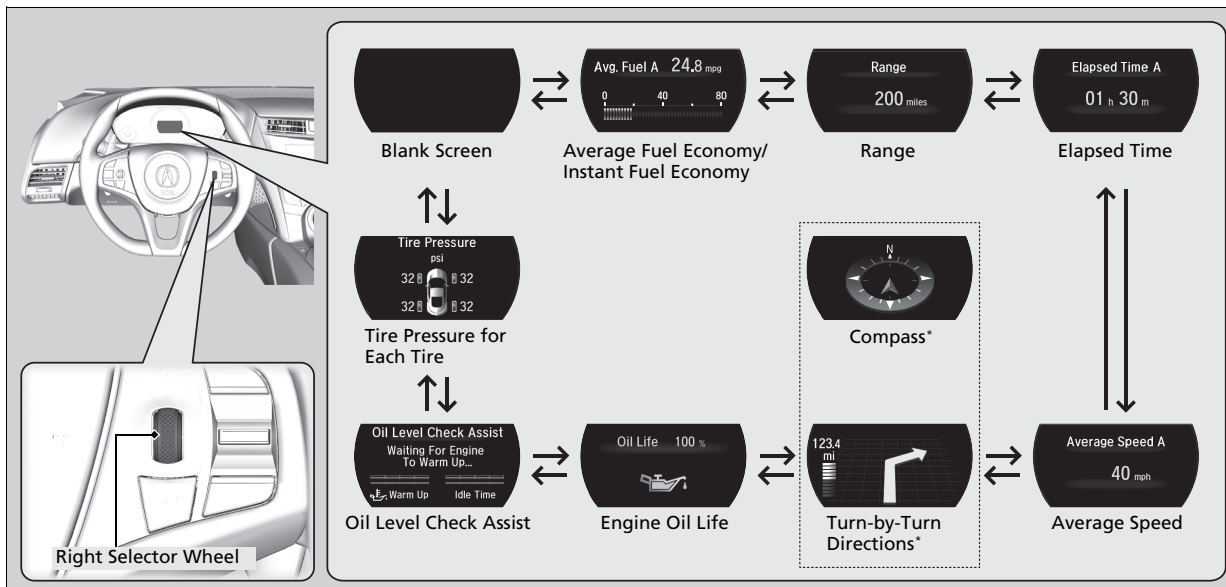 Avg. Fuel A 24.8 mpg
0 40 80
Range
200 miles
Elapsed Time A
01 h 30 m
Blank Screen
Average Fuel Economy/
Instant Fuel Economy
Range
Elapsed Time
Tire Pressure
psi
32 32
32 32
Tire Pressure for
Each Tire
N
Compass*
Oil Level Check Assist
Waiting For Engine
To Warm Up...
Warm Up Idle Time
Oil Level Check Assist
Oil Life 100 %
Engine Oil Life
123.4
mi
Turn-by-Turn
Directions*
Average Speed A
40 mph
Average Speed
Right Selector Wheel